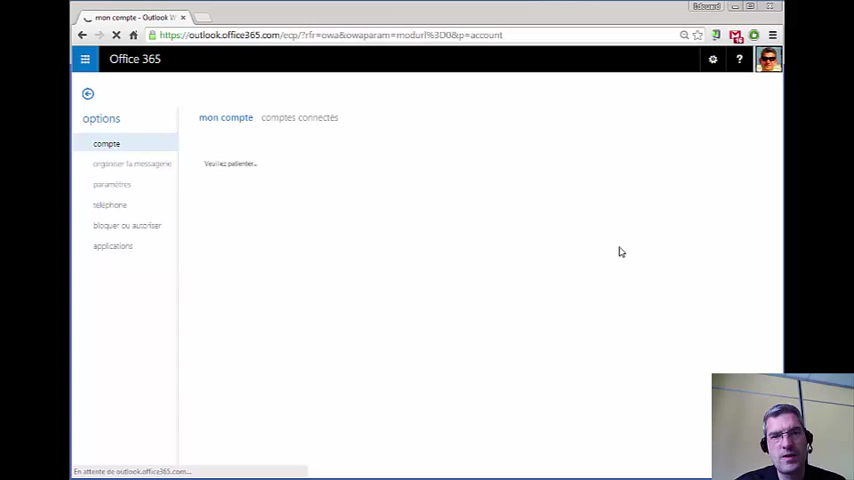 Edouard
mon compte - Outlook W
https://outlook.office365.com/ecp/?rfr=owa&owaparam=modurl%3D0&p=account
Office 365
?
options
mon compte comptes connectés
compte
organiser la messagerie
Veuillez patienter...
paramètres
téléphone
bloquer ou autoriser
applications
En attente de outlook.office365.com...